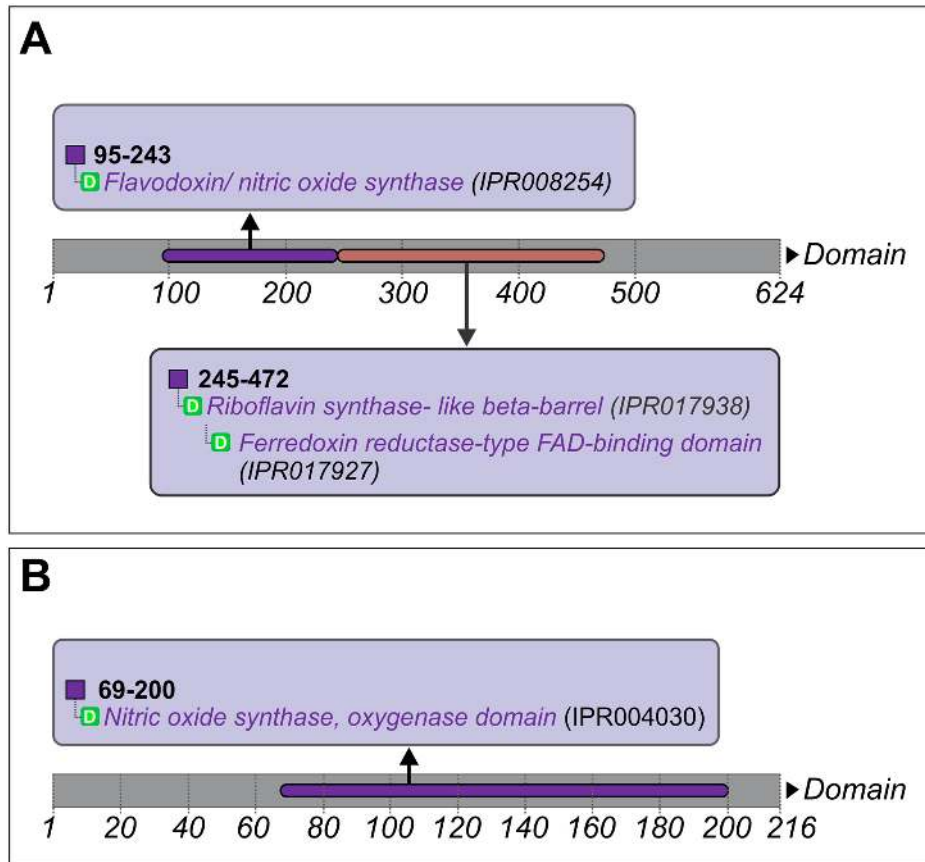 A
95-243
D Flavodoxin/ nitric oxide synthase (IPR008254)
Domain
1 100 200 300 400 500 624
245-472
D Riboflavin synthase- like beta-barrel (IPR017938)
D Ferredoxin reductase-type FAD-binding domain
(IPR017927)
B
69-200
D Nitric oxide synthase, oxygenase domain (IPR004030)
Domain
1 20 40 60 80 100 120 140 160 180 200 216